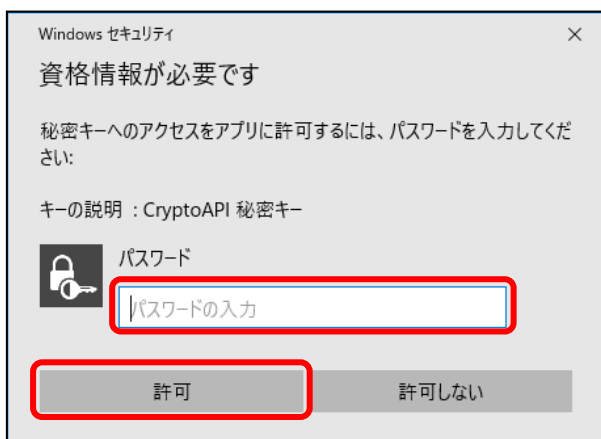 Windows セキュリティ
資格情報が必要です
秘密キーへのアクセスをアプリに許可するには、パスワードを入力してくだ
さい:
キーの説明 : CryptoAPI 秘密キー
パスワード
パスワードの入力
許可
許可しない